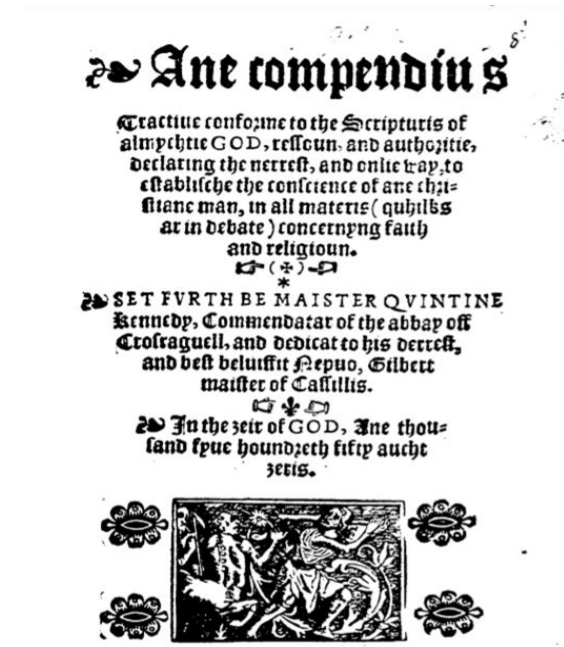 Ane compendius
Tractiue conforme to the Scripturis of
almychtie GOD, ressoun, and authoritie,
declaring the nerrest, and onlie way, to
establische the conscience of ane chri=
stiane man, in all materis ( quhilks
ar in debate ) concernyng faith
and religioun.
SET FVRTH BE MAISTER QVINTINE
Kennedy, Commendatar of the abbay off
Crosraguell, and dedicat to his derrest,
and best beluiffit Nepuo, Gilbert
maister of Cassillis.
In the zeir of GOD, Ane thou=
sand fyue houndreth fifty aucht
zeris.